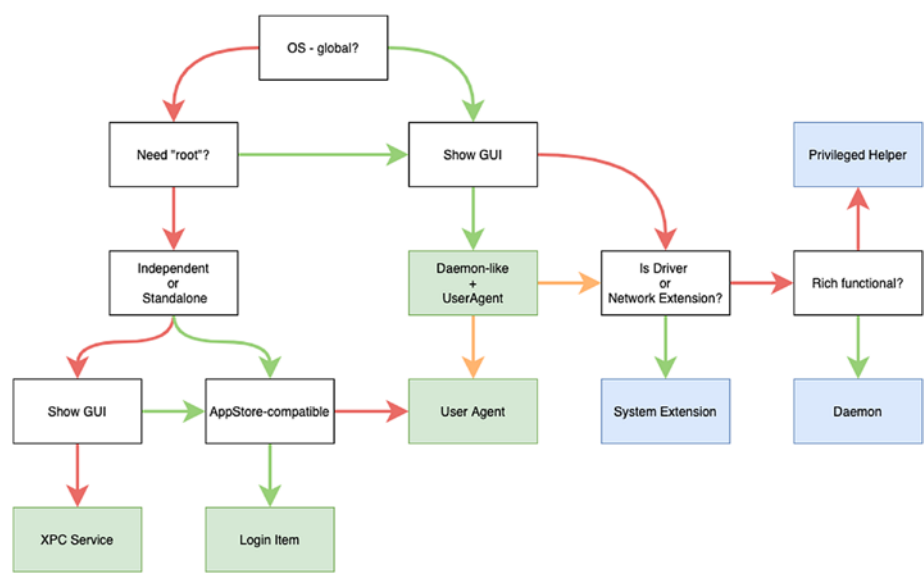 OS - global?
Need "root"?
Show GUI
Privileged Helper
Independent
or
Standalone
Daemon-like
+
UserAgent
Is Driver
or
Network Extension?
Rich functional?
Show GUI
AppStore-compatible
User Agent
System Extension
Daemon
XPC Service
Login Item